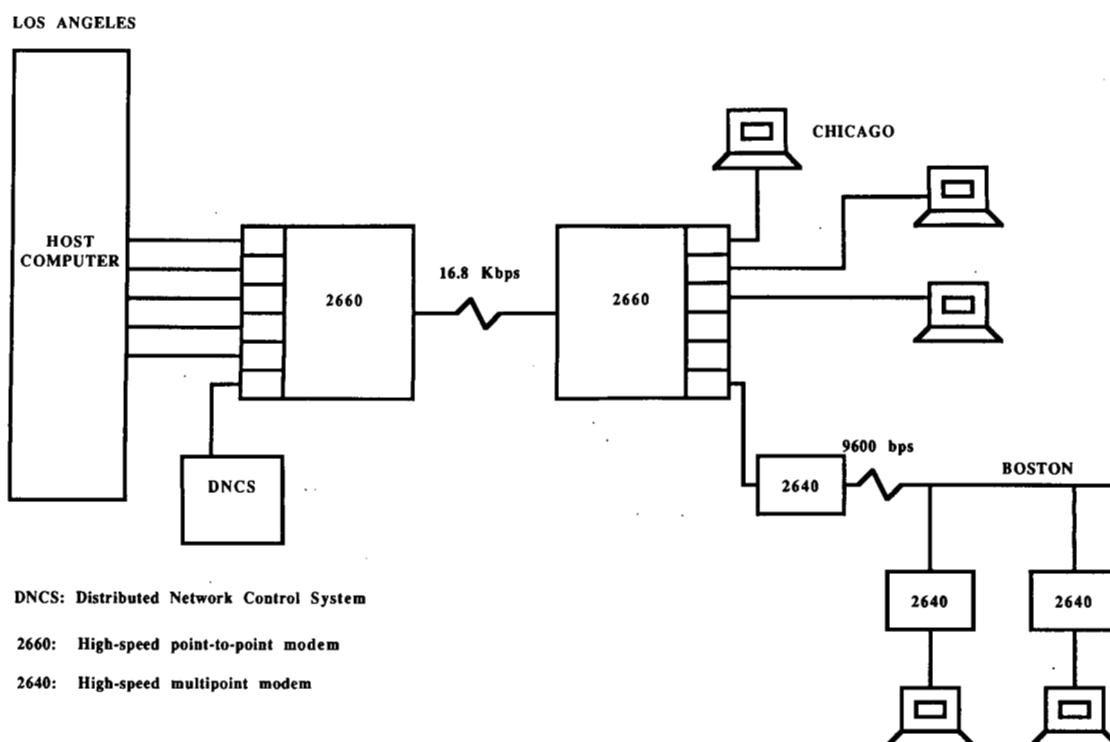 LOS ANGELES
HOST
COMPUTER
2660
16.8 Kbps
2660
CHICAGO
DNCS
2640
9600 bps
BOSTON
2640
2640
DNCS: Distributed Network Control System
2660: High-speed point-to-point modem
2640: High-speed multipoint modem